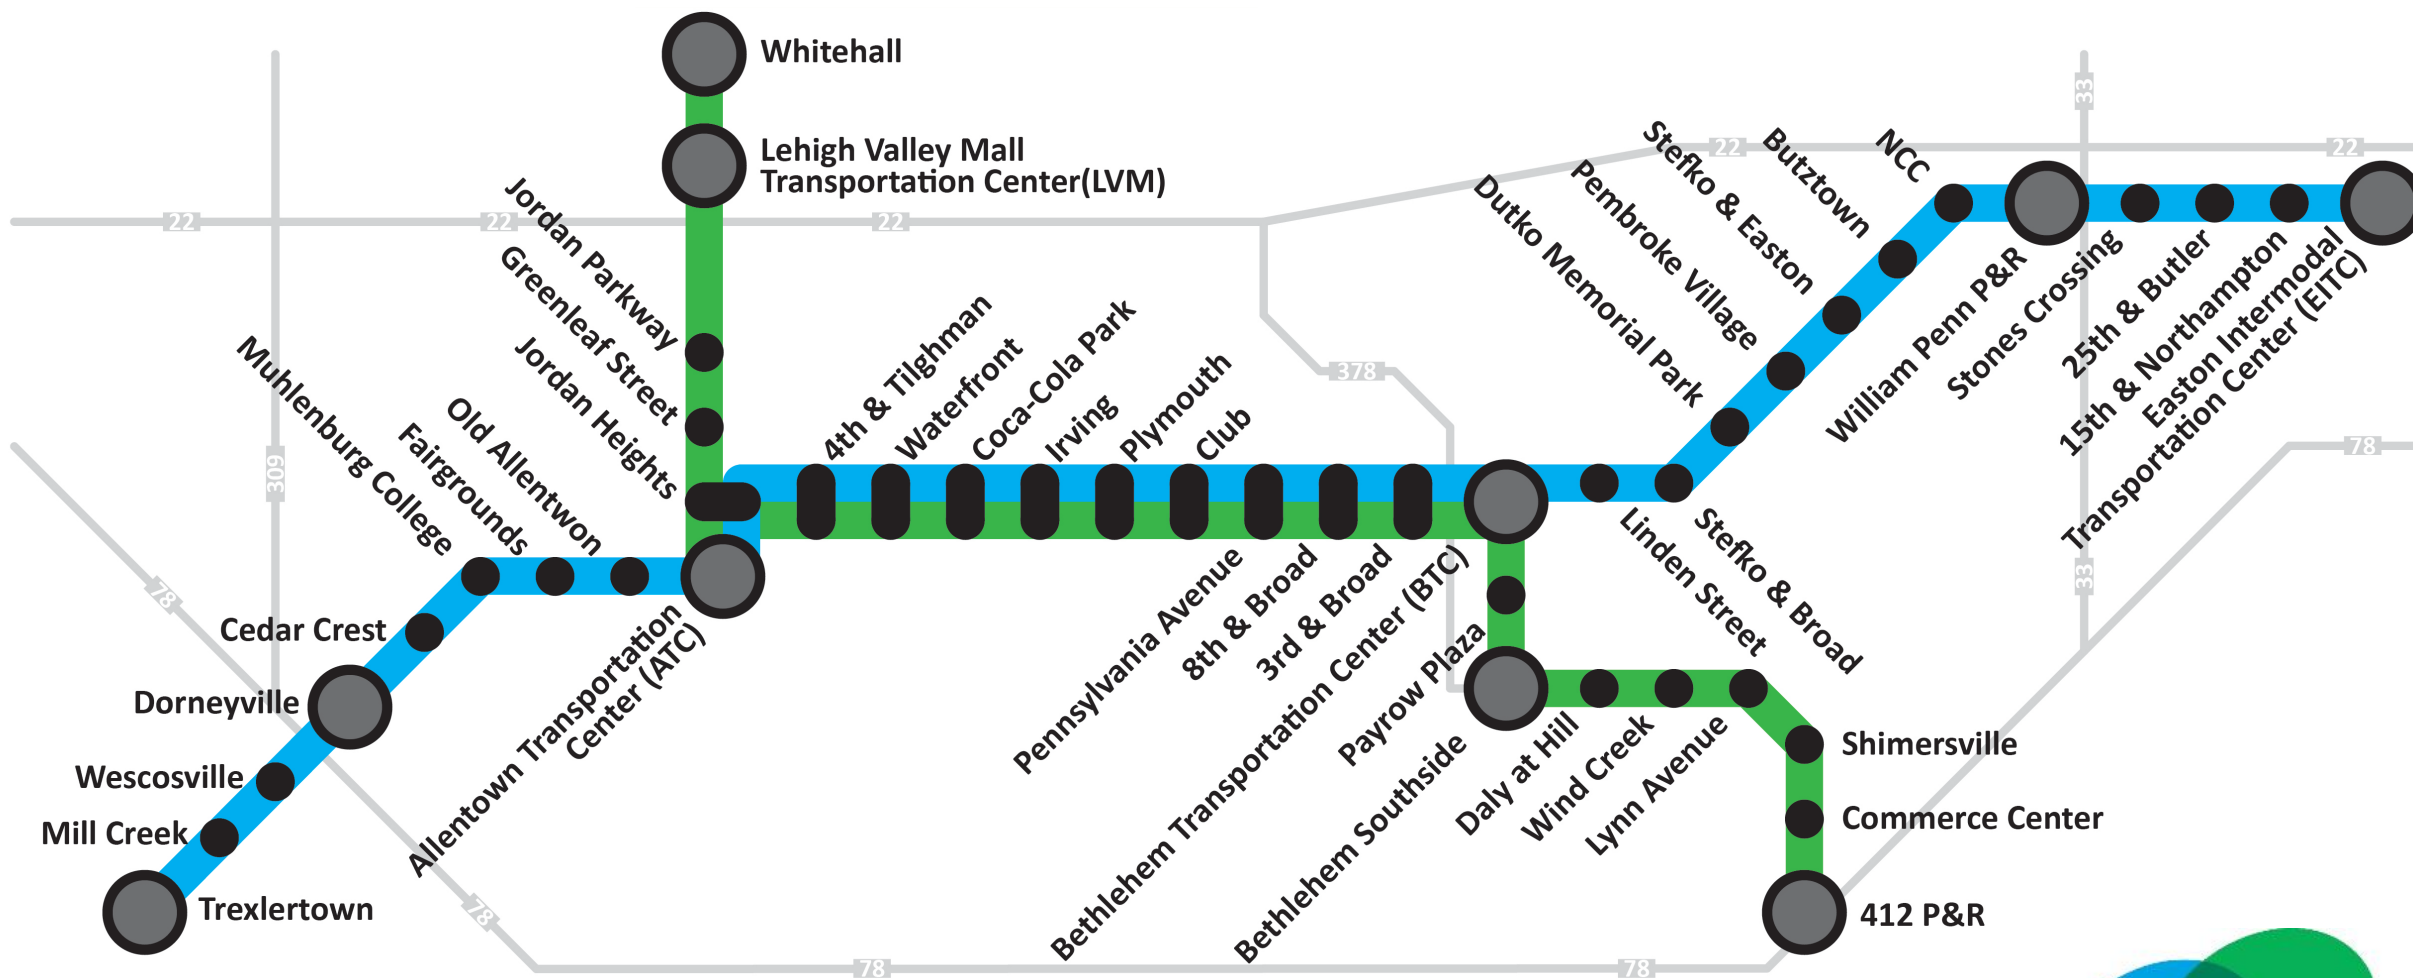 Whitehall
Lehigh Valley Mall
Transportation Center(LVM)
22
22
22
22
22
33
Jordan Parkway
Greenleaf Street
Jordan Heights
Muhlenburg College
Fairgrounds
Old Allentwon
4th & Tilghman
Waterfront
Coca-Cola Park
Irving
Plymouth
Club
378
Dutko Memorial Park
Pembroke Village
Stefko & Easton
Butztown
NCC
William Penn P&R
Stones Crossing
25th & Butler
15th & Northampton
Easton Intermodal
Transportation Center (EITC)
309
78
78
33
Cedar Crest
Dorneyville
Wescosville
Mill Creek
Trexlertown
Allentown Transportation
Center (ATC)
Pennsylvania Avenue
8th & Broad
3rd & Broad
Bethlehem Transportation Center (BTC)
Linden Street
Stefko & Broad
Payrow Plaza
Bethlehem Southside
Daly at Hill
Wind Creek
Lynn Avenue
Shimersville
Commerce Center
412 P&R
78
78
78